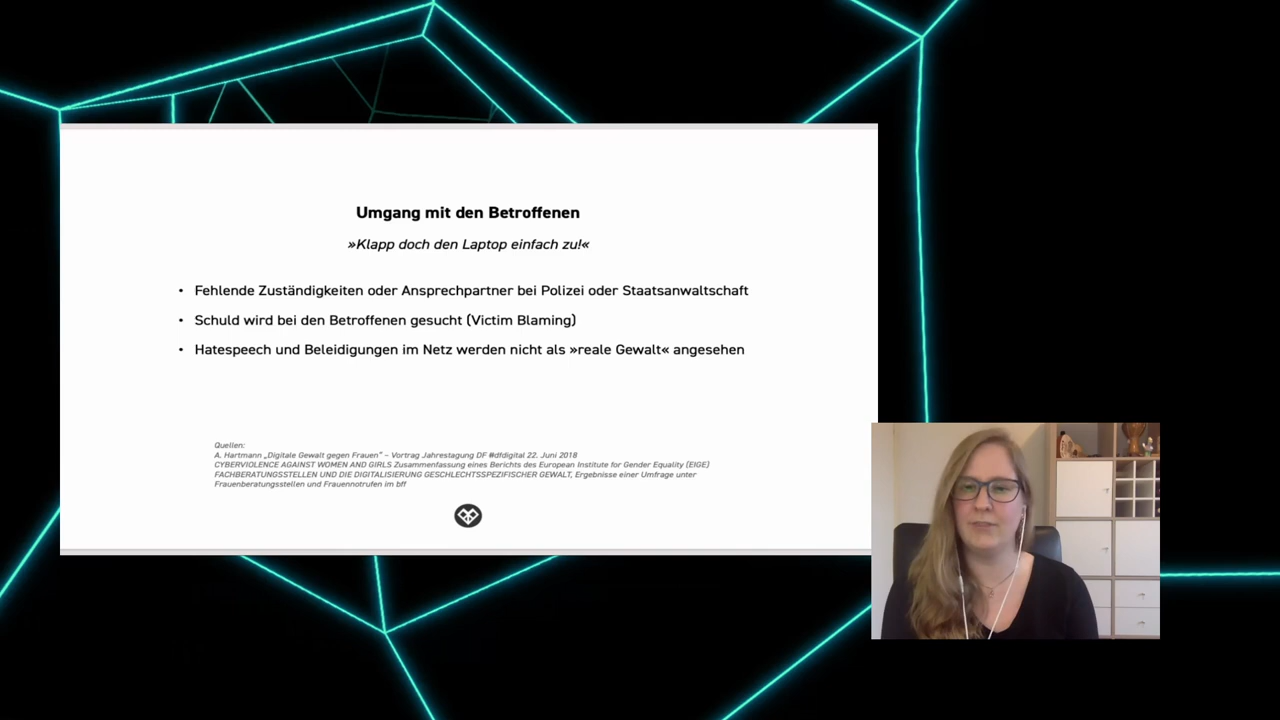 Umgang mit den Betroffenen
»Klapp doch den Laptop einfach zu!«
• Fehlende Zuständigkeiten oder Ansprechpartner bei Polizei oder Staatsanwaltschaft
• Schuld wird bei den Betroffenen gesucht (Victim Blaming)
• Hatespeech und Beleidigungen im Netz werden nicht als »reale Gewalt« angesehen
Quellen:
A. Hartmann „Digitale Gewalt gegen Frauen" – Vortrag Jahrestagung DF #dfdigital 22. Juni 2018
CYBERVIOLENCE AGAINST WOMEN AND GIRLS Zusammenfassung eines Berichts des European Institute for Gender Equality (EIGE)
FACHBERATUNGSSTELLEN UND DIE DIGITALISIERUNG GESCHLECHTSSPEZIFISCHER GEWALT, Ergebnisse einer Umfrage unter
Frauenberatungsstellen und Frauennotrufen im bff